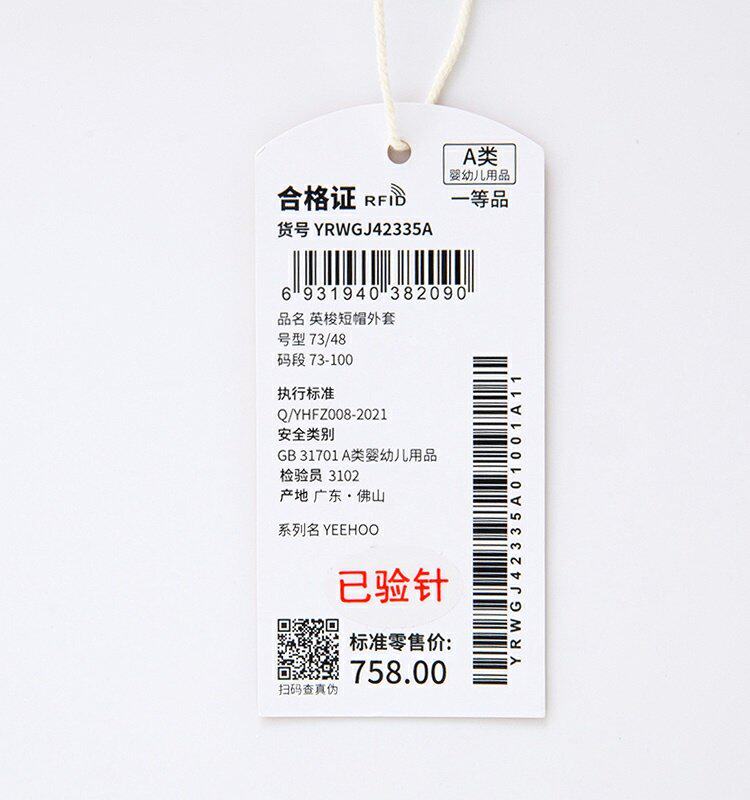 A类
婴幼儿用品
一等品
合格证 RFID
货号 YRWGJ42335A
6 931940 382090
品名 英梭短帽外套
号型 73/48
码段 73-100
执行标准
Q/YHFZ008-2021
安全类别
GB 31701 A类婴幼儿用品
检验员 3102
产地 广东·佛山
系列名 YEEHOO
已验针
标准零售价:
758.00
扫码查真伪
YRWGJ42335A01001A11